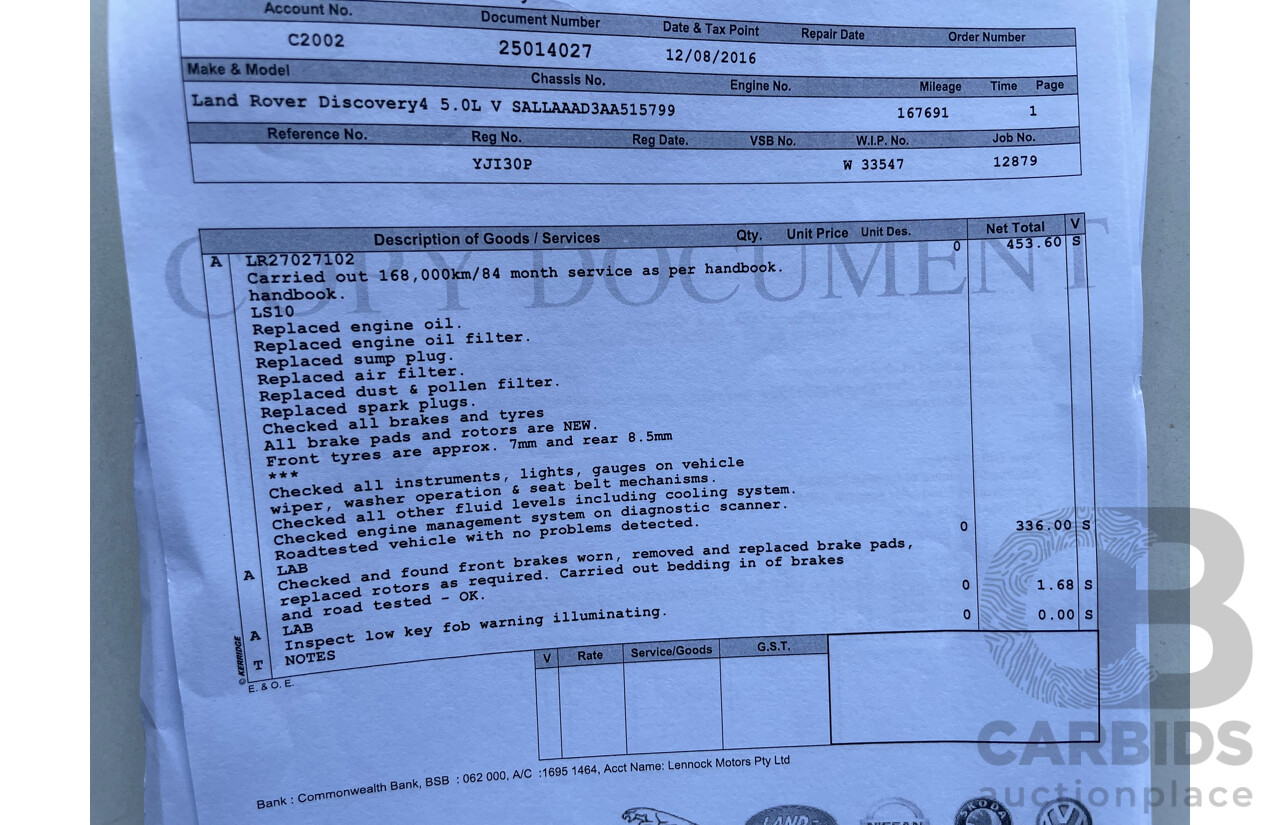 Account No. Document Number Date & Tax Point Repair Date Order Number
C2002 25014027 12/08/2016
Make & Model Chassis No. Engine No. Mileage Time Page
Land Rover Discovery4 5.0L V SALLAAAD3AA515799 167691 1
Reference No. Reg No. Reg Date. VSB No. W.I.P. No. Job No.
YJI30P W 33547 12879
COPY DOCUMENT
Description of Goods / Services Qty. Unit Price Unit Des. Net Total V
A LR27027102 0 453.60 S
Carried out 168,000km/84 month service as per handbook.
handbook.
LS10
Replaced engine oil.
Replaced engine oil filter.
Replaced sump plug.
Replaced air filter.
Replaced dust & pollen filter.
Replaced spark plugs.
Checked all brakes and tyres
All brake pads and rotors are NEW.
Front tyres are approx. 7mm and rear 8.5mm
***
Checked all instruments, lights, gauges on vehicle
wiper, washer operation & seat belt mechanisms.
Checked all other fluid levels including cooling system.
Checked engine management system on diagnostic scanner.
Roadtested vehicle with no problems detected.
A LAB 0 336.00 S
Checked and found front brakes worn, removed and replaced brake pads,
replaced rotors as required. Carried out bedding in of brakes
and road tested - OK.
A LAB 0 1.68 S
Inspect low key fob warning illuminating.
T NOTES 0 0.00 S
© KERRIDGE
E. & O. E.
V Rate Service/Goods G.S.T.
Bank : Commonwealth Bank, BSB : 062 000, A/C :1695 1464, Acct Name: Lennock Motors Pty Ltd
LAND-
NISSAN
SKODA
CB
CARBIDS
auctionplace